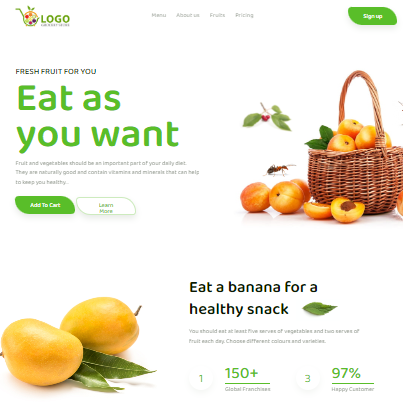 LOGO
Menu About us Fruits Pricing
Sign up
FRESH FRUIT FOR YOU
Eat as
you want
Fruit and vegetables should be an important part of your daily diet.
They are naturally good and contain vitamins and minerals that can help
to keep you healthy..
Add To Cart
Learn
More
Eat a banana for a
healthy snack
You should eat at least five serves of vegetables and two serves of
fruit each day. Choose different colours and varieties.
1
150+
Global Franchises
3
97%
Happy Customer